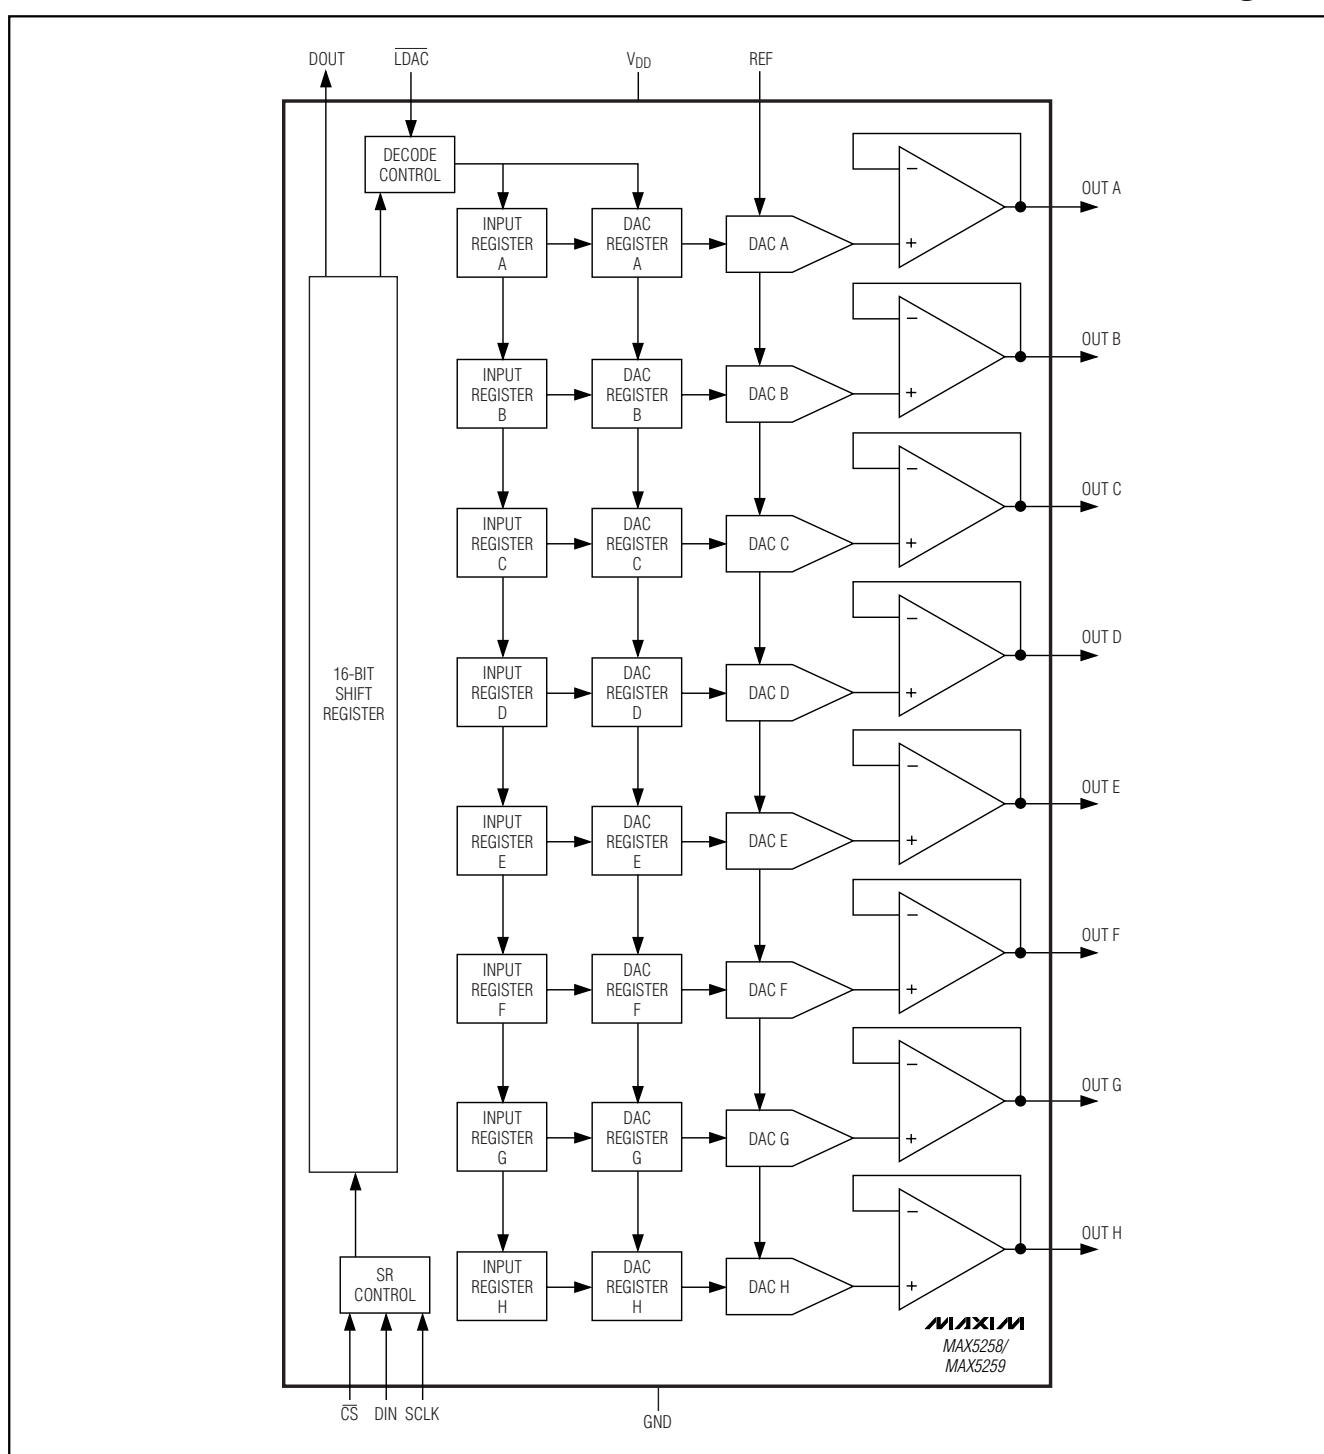 DOUT
LDAC
VDD
REF
DECODE
CONTROL
INPUT
REGISTER
A
DAC
REGISTER
A
DAC A
−
+
OUT A
INPUT
REGISTER
B
DAC
REGISTER
B
DAC B
−
+
OUT B
INPUT
REGISTER
C
DAC
REGISTER
C
DAC C
−
+
OUT C
16-BIT
SHIFT
REGISTER
INPUT
REGISTER
D
DAC
REGISTER
D
DAC D
−
+
OUT D
INPUT
REGISTER
E
DAC
REGISTER
E
DAC E
−
+
OUT E
INPUT
REGISTER
F
DAC
REGISTER
F
DAC F
−
+
OUT F
INPUT
REGISTER
G
DAC
REGISTER
G
DAC G
−
+
OUT G
SR
CONTROL
INPUT
REGISTER
H
DAC
REGISTER
H
DAC H
−
+
OUT H
MAXIM
MAX5258/
MAX5259
CS
DIN
SCLK
GND